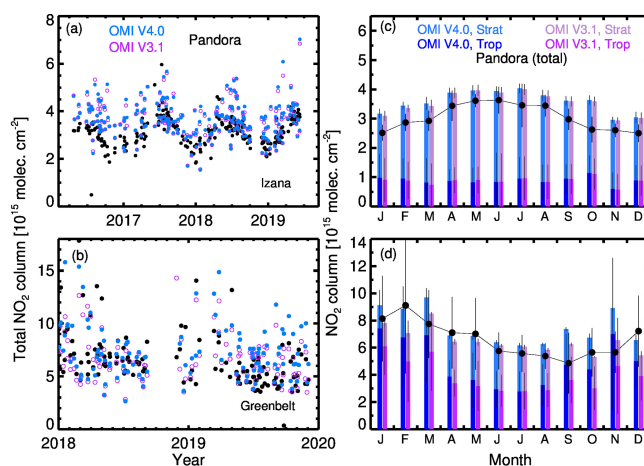 (a)
OMI V4.0
OMI V3.1
Pandora
Izana
8
6
4
2
0
2017 2018 2019
(b)
Greenbelt
15
10
5
0
2018 2019 2020
Year
Total NO2 column [10^15 molec. cm^-2]
(c)
OMI V4.0, Strat
OMI V4.0, Trop
OMI V3.1, Strat
OMI V3.1, Trop
Pandora (total)
6
5
4
3
2
1
0
J F M A M J J A S O N D
(d)
14
12
10
8
6
4
2
0
J F M A M J J A S O N D
Month
NO2 column [10^15 molec. cm^-2]